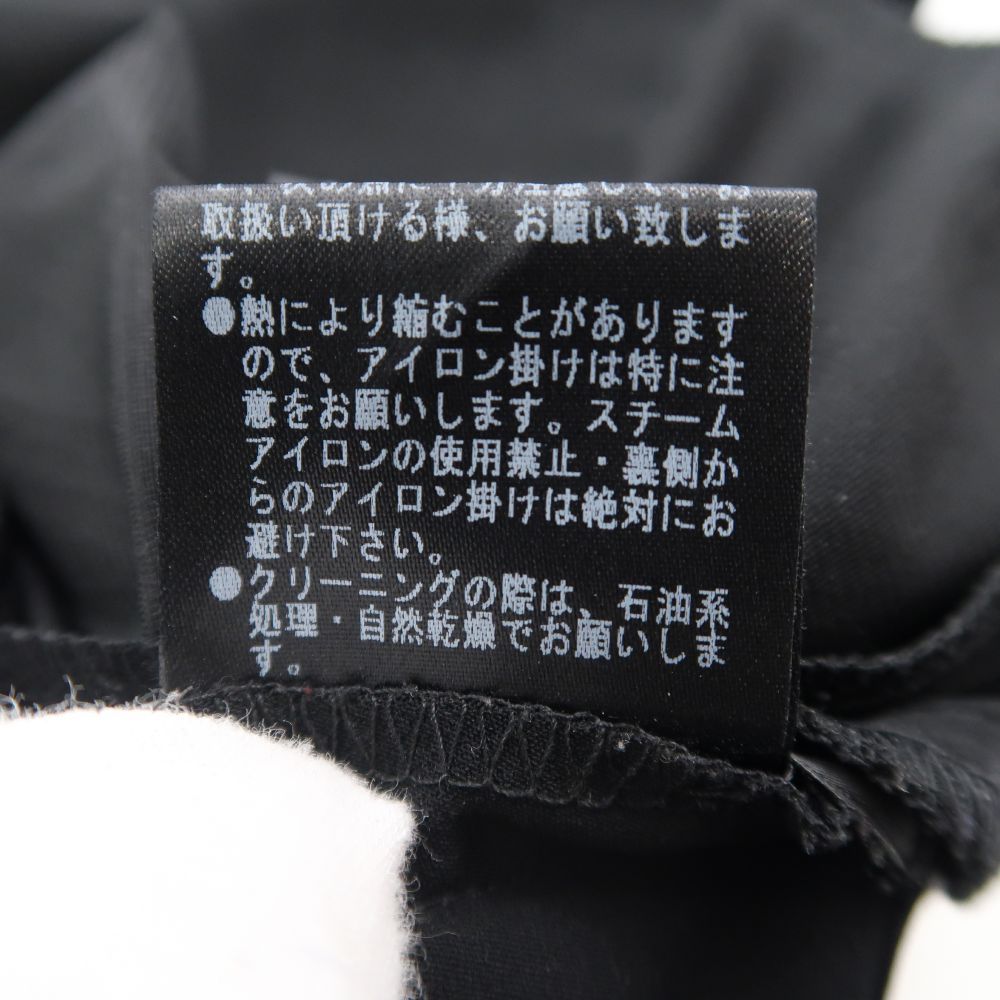 取扱い頂ける様、お願い致しま
す。
●熱により縮むことがあります
ので、アイロン掛けは特に注
意をお願いします。スチーム
アイロンの使用禁止・裏側か
らのアイロン掛けは絶対にお
避け下さい。
●クリーニングの際は、石油系
処理・自然乾燥でお願いしま
す。